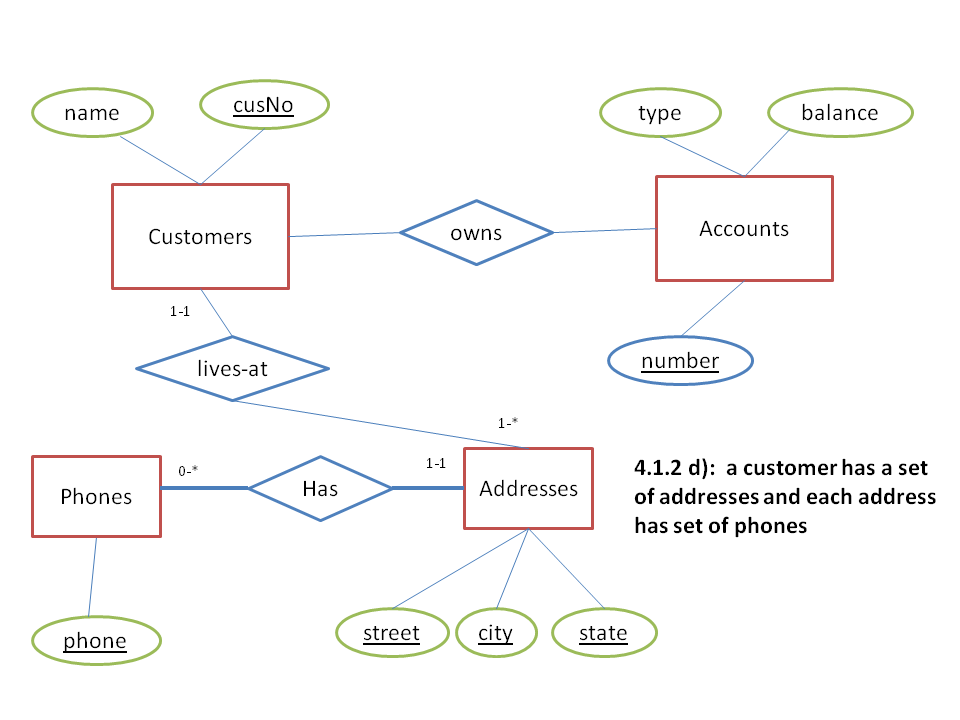 name
cusNo
type
balance
Customers
owns
Accounts
1-1
lives-at
number
1-*
0-*
1-1
Phones
Has
Addresses
4.1.2 d):  a customer has a set
of addresses and each address
has set of phones
phone
street
city
state